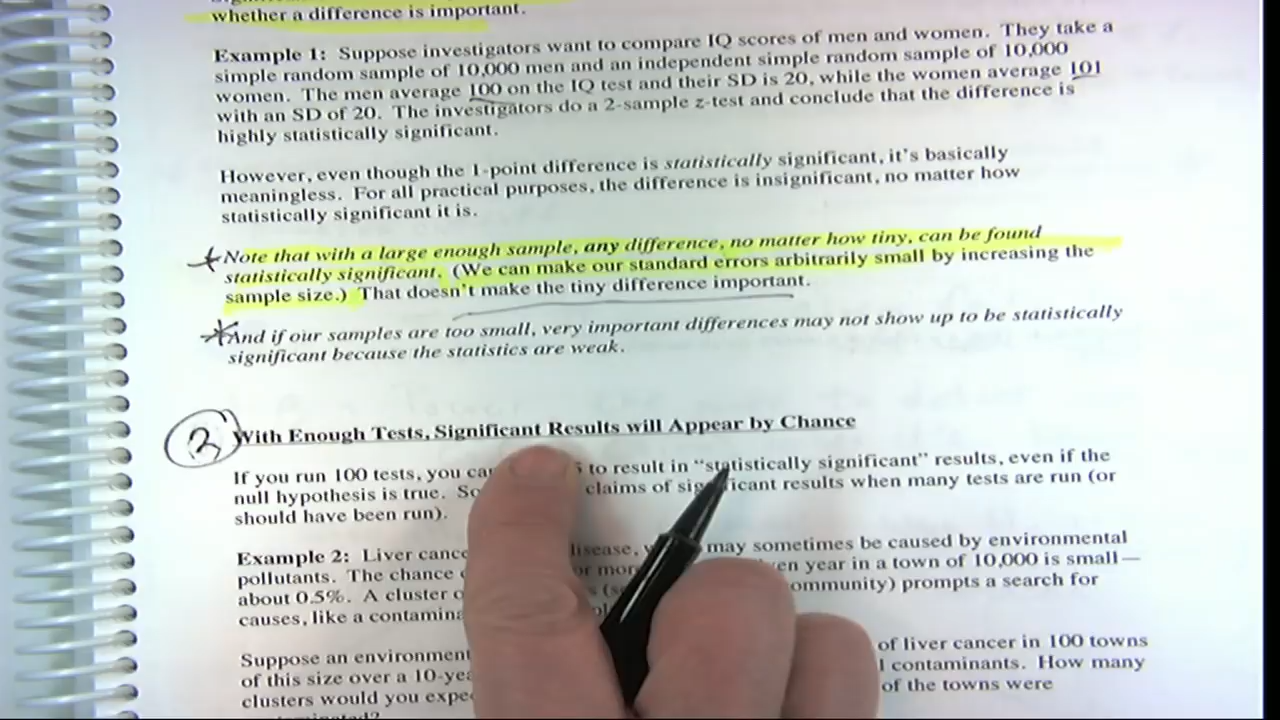 whether a difference is important.
Example 1: Suppose investigators want to compare IQ scores of men and women. They take a
simple random sample of 10,000 men and an independent simple random sample of 10,000
women. The men average 100 on the IQ test and their SD is 20, while the women average 101
with an SD of 20. The investigators do a 2-sample z-test and conclude that the difference is
highly statistically significant.
However, even though the 1-point difference is statistically significant, it's basically
meaningless. For all practical purposes, the difference is insignificant, no matter how
statistically significant it is.
Note that with a large enough sample, any difference, no matter how tiny, can be found
statistically significant. (We can make our standard errors arbitrarily small by increasing the
sample size.) That doesn't make the tiny difference important.
And if our samples are too small, very important differences may not show up to be statistically
significant because the statistics are weak.
2 With Enough Tests, Significant Results will Appear by Chance
If you run 100 tests, you to result in "statistically significant" results, even if the
null hypothesis is true. claims of significant results when many tests are run (or
should have been run).
Example 2: Liver may sometimes be caused by environmental
pollutants. The chance in a town of 10,000 is small—
about 0.5%. A cluster prompts a search for
causes, like a
Suppose an of liver cancer in 100 towns
of this size over a contaminants. How many
clusters would you of the towns were